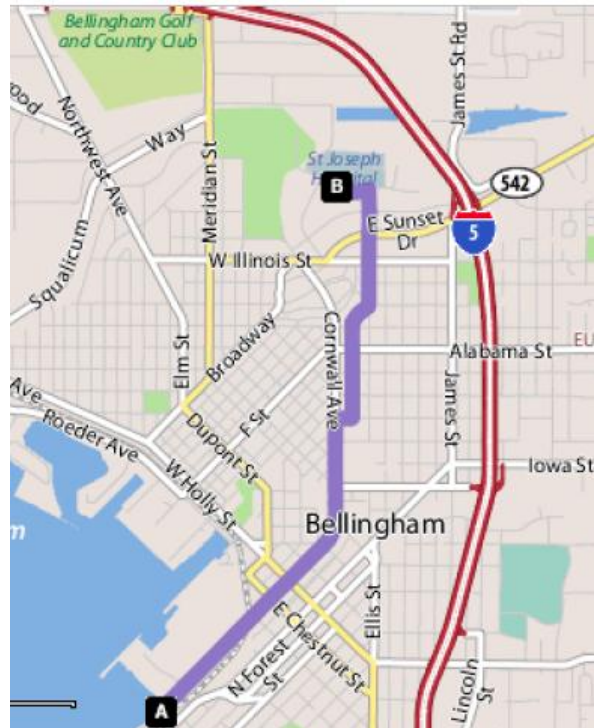 Bellingham Golf
and Country Club
James St Rd
Northwest Ave
Way
Meridian St
St Joseph
Hospital
B
542
E Sunset
Dr
5
Squalicum
W Illinois St
Cornwall Ave
Broadway
Elm St
Alabama St
EU
James St
Ave
Roeder Ave
F St
Dupont St
W Holly St
Iowa St
Bellingham
m
E Chestnut St
Ellis St
N Forest
St
Lincoln
St
A